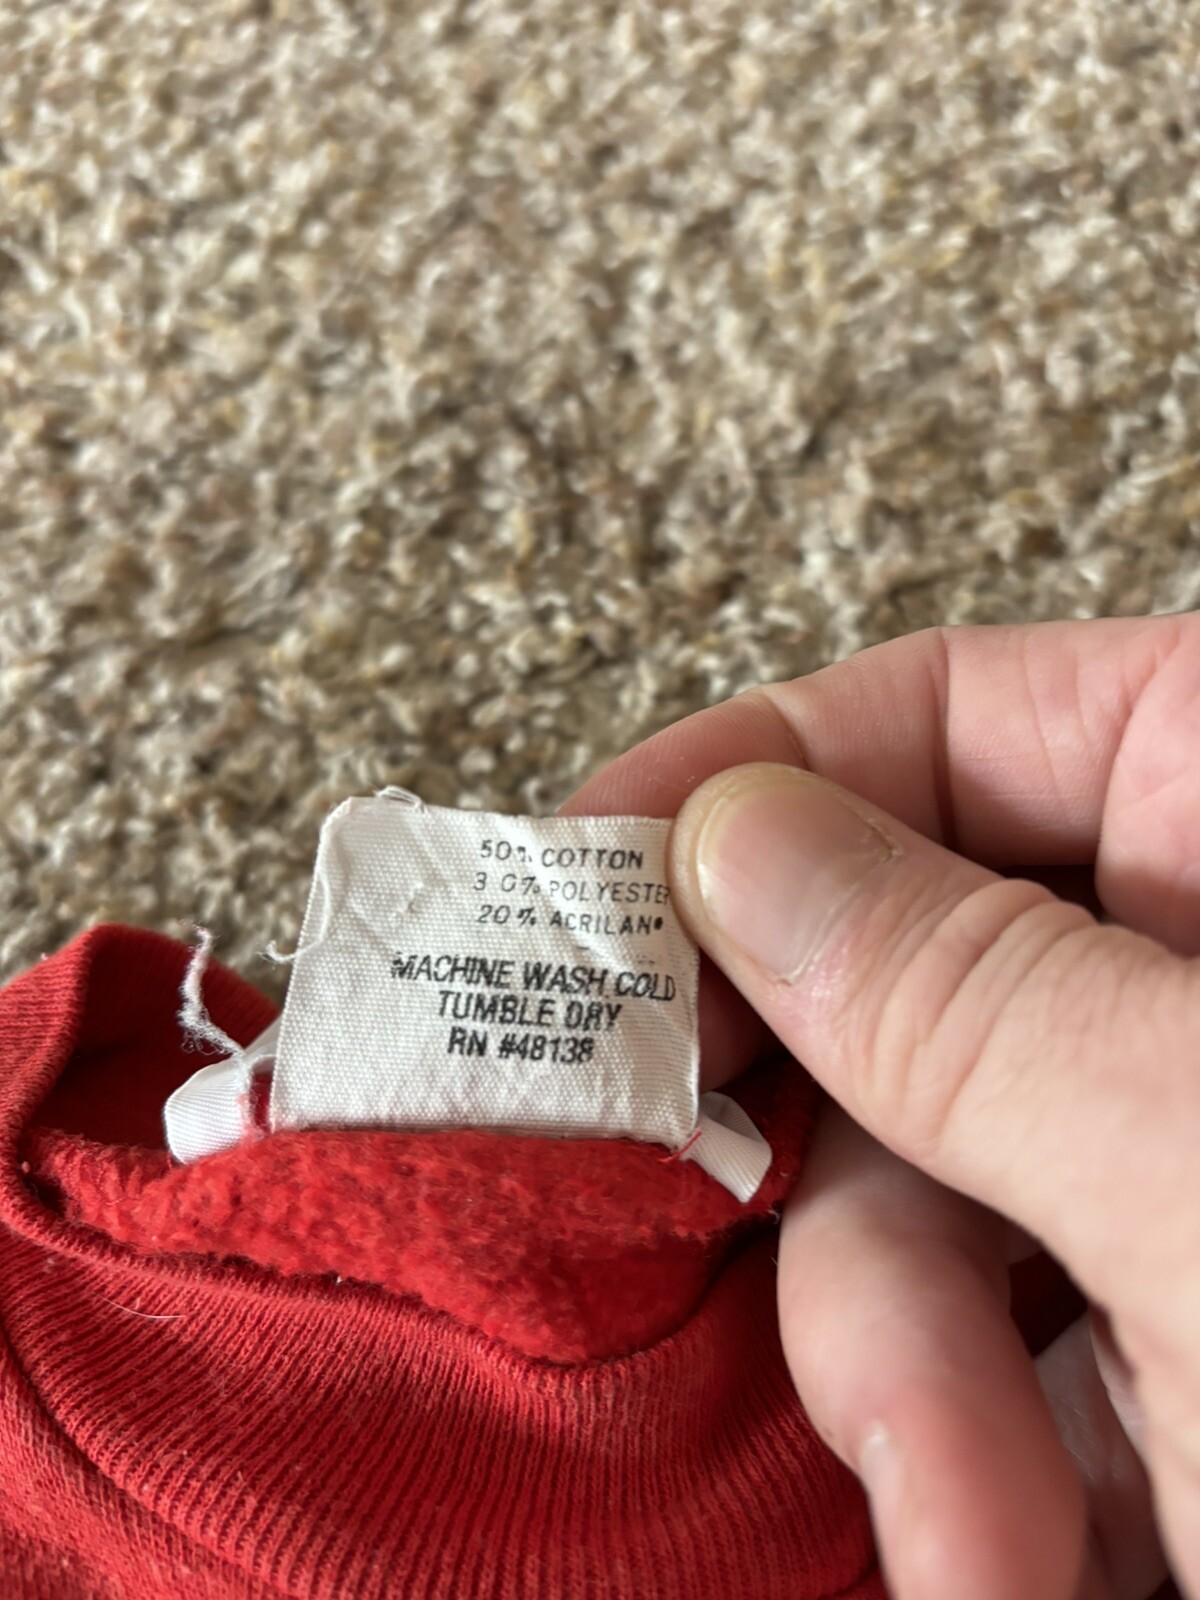 50% COTTON
30% POLYESTER
20% ACRILAN®
MACHINE WASH COLD
TUMBLE DRY
RN #48138